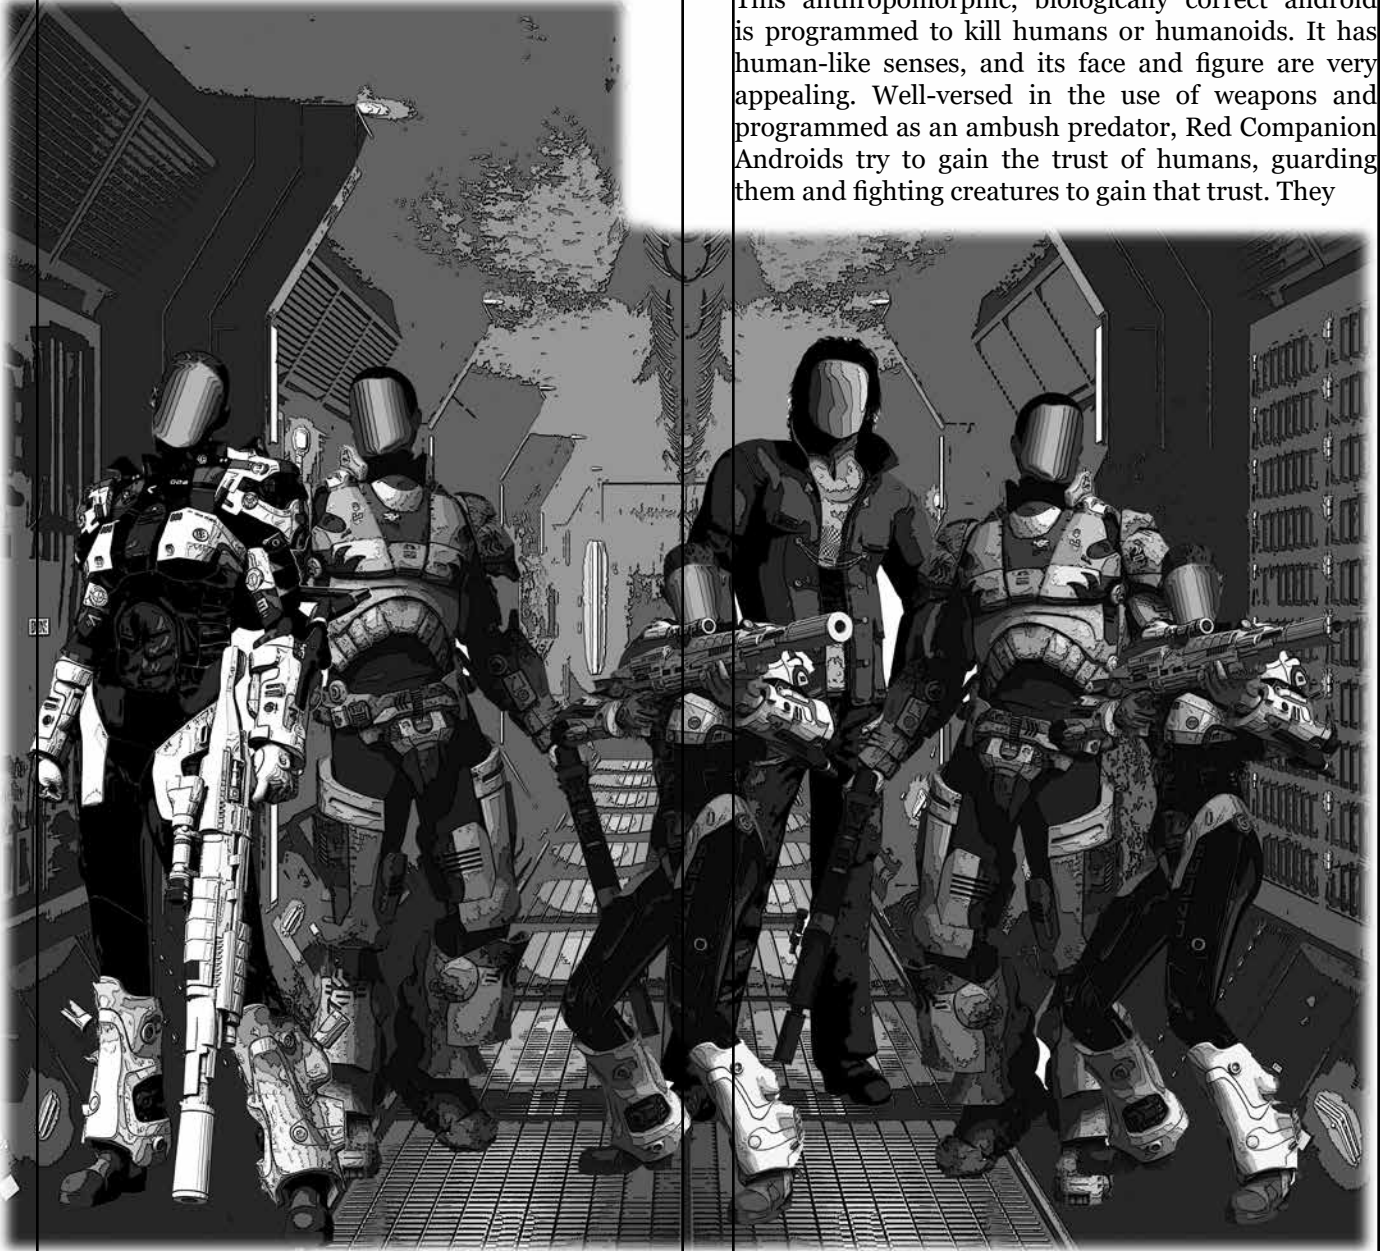 This anthropomorphic, biologically correct android
is programmed to kill humans or humanoids. It has
human-like senses, and its face and figure are very
appealing. Well-versed in the use of weapons and
programmed as an ambush predator, Red Companion
Androids try to gain the trust of humans, guarding
them and fighting creatures to gain that trust. They